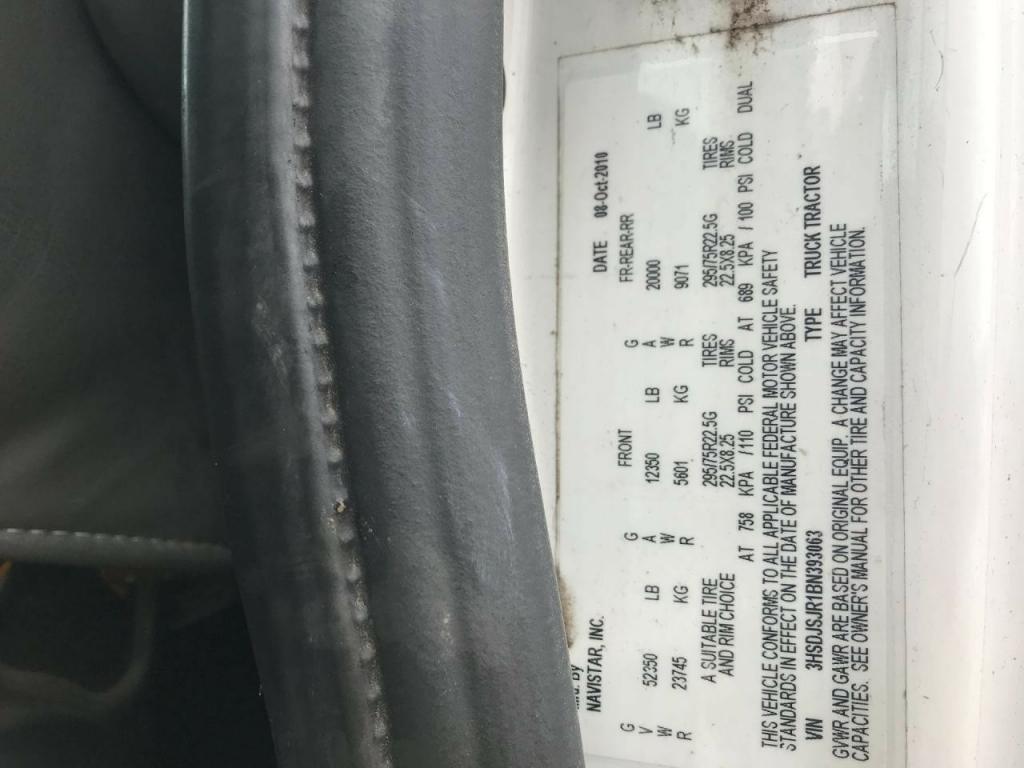 Mfd. By
NAVISTAR, INC. DATE 08-Oct-2010
G FRONT FR-REAR-RR
V 52350 LB G 12350 LB G 20000 LB
W A A
R 23745 KG W 5601 KG W 9071 KG
R R
A SUITABLE TIRE 295/75R22.5G TIRES 295/75R22.5G TIRES
AND RIM CHOICE 22.5X8.25 RIMS 22.5X8.25 RIMS
AT 758 KPA /110 PSI COLD AT 689 KPA / 100 PSI COLD DUAL
THIS VEHICLE CONFORMS TO ALL APPLICABLE FEDERAL MOTOR VEHICLE SAFETY
STANDARDS IN EFFECT ON THE DATE OF MANUFACTURE SHOWN ABOVE.
VIN 3HSDJSJR1BN393063 TYPE TRUCK TRACTOR
GVWR AND GAWR ARE BASED ON ORIGINAL EQUIP. A CHANGE MAY AFFECT VEHICLE
CAPACITIES. SEE OWNER'S MANUAL FOR OTHER TIRE AND CAPACITY INFORMATION.